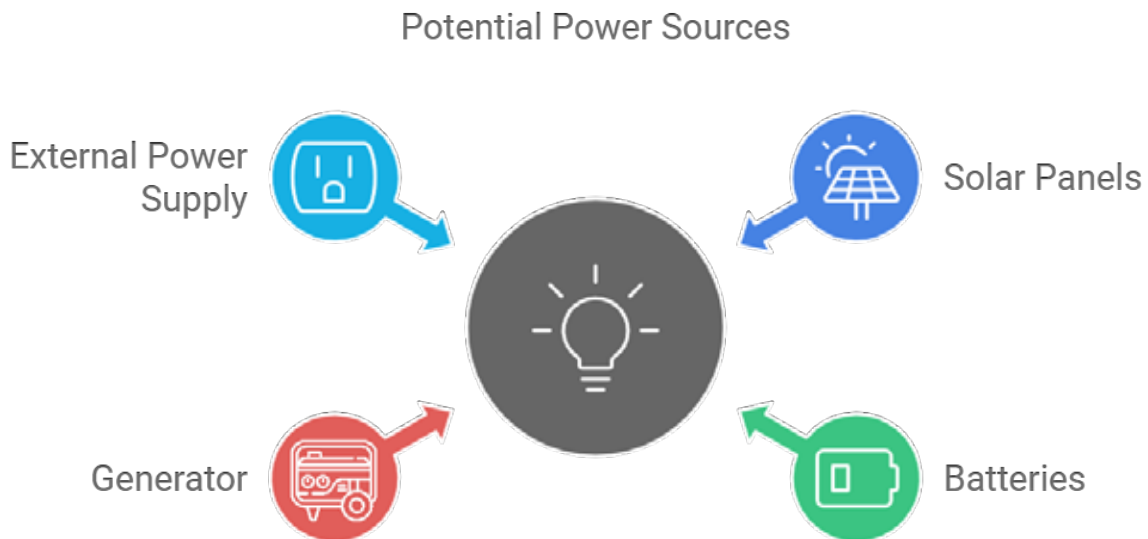 Potential Power Sources
External Power
Supply
Solar Panels
Generator
Batteries